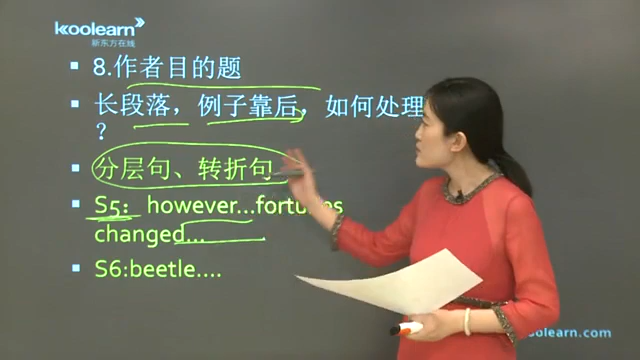 koolearn
新东方在线
8.作者目的题
长段落，例子靠后，如何处理
？
分层句、转折句
S5：however...fortunes
changed...
S6:beetle....
oolearn.com